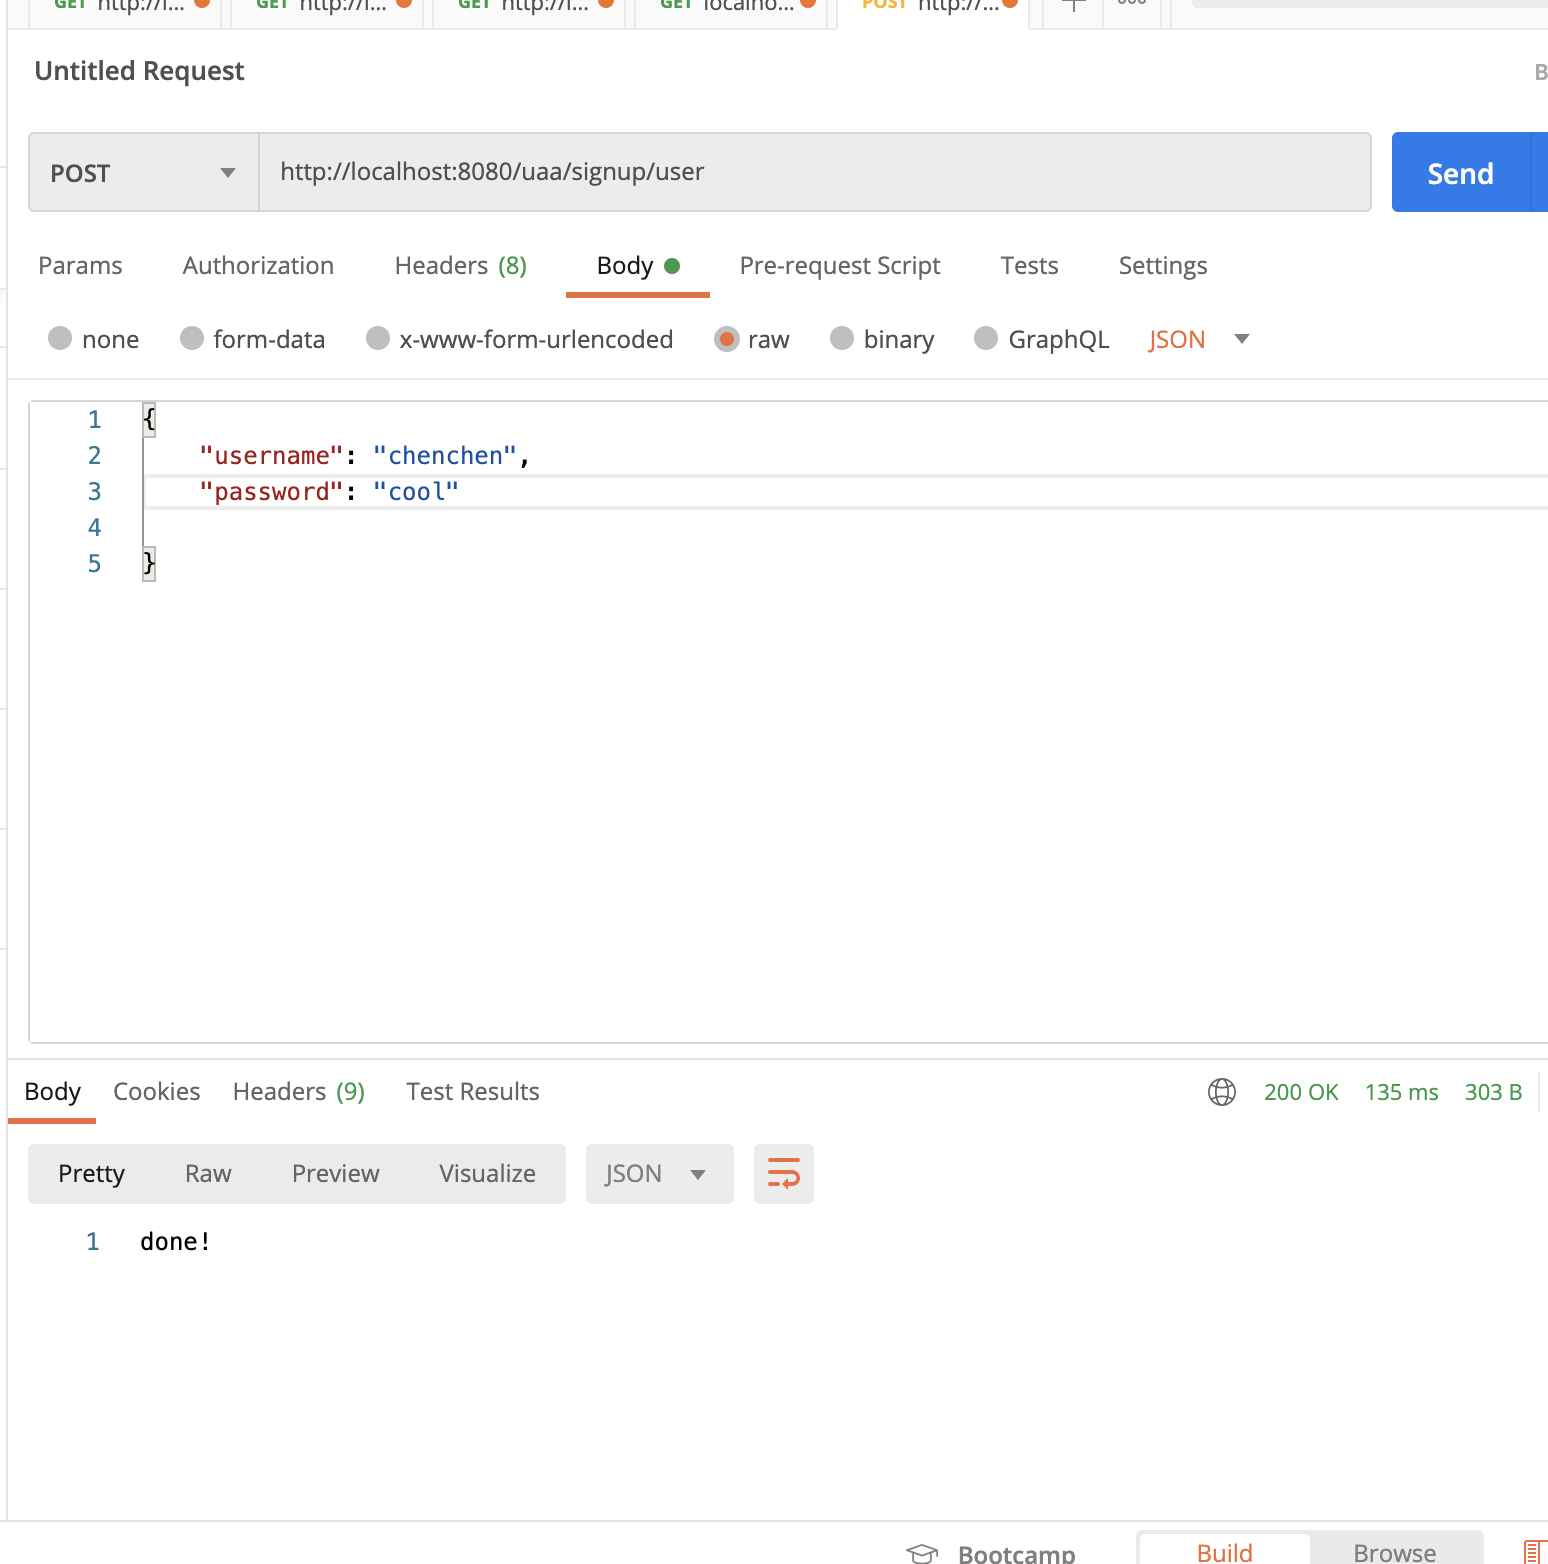 GET http://l... GET http://l... GET http://l... GET localho... POST http://... ooo
Untitled Request B
POST http://localhost:8080/uaa/signup/user Send
Params Authorization Headers (8) Body Pre-request Script Tests Settings
none form-data x-www-form-urlencoded raw binary GraphQL JSON
1 {
2 "username": "chenchen",
3 "password": "cool"
4
5 }
Body Cookies Headers (9) Test Results 200 OK 135 ms 303 B
Pretty Raw Preview Visualize JSON
1 done!
Bootcamp Build Browse